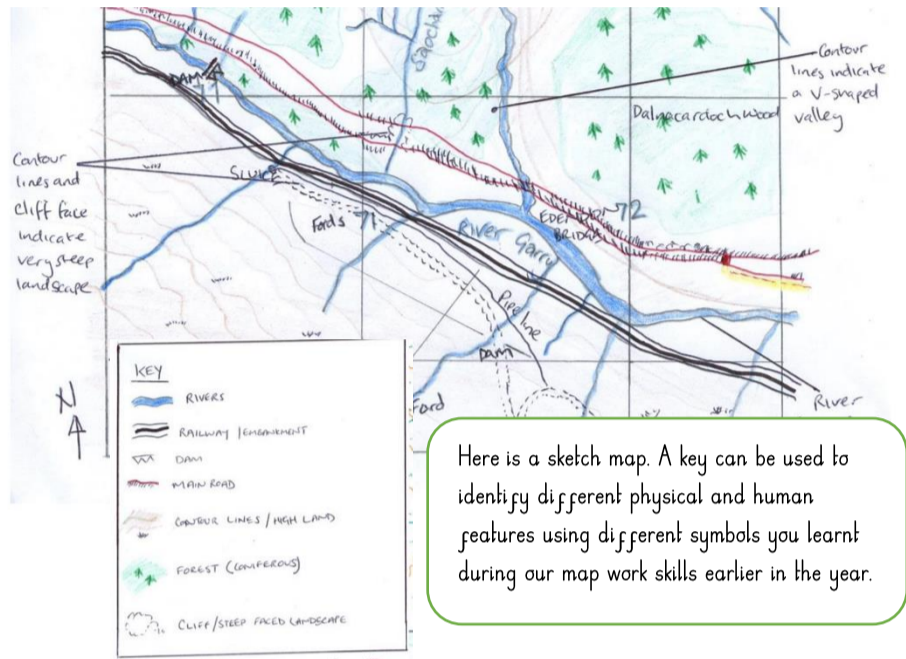 Contour
lines indicate
a V-shaped
valley
Dalnacardoch wood
DAM
Contour
lines and
cliff face
indicate
very steep
landscape
SLUICE
Fords
71
72
BRIDGE
River Garry
Pipe line
Dam
Ford
River
N
KEY
RIVERS
RAILWAY / EMBANKMENT
DAM
MAIN ROAD
CONTOUR LINES / HIGH LAND
FOREST (CONIFEROUS)
CLIFF/STEEP FACED LANDSCAPE
Here is a sketch map. A key can be used to
identify different physical and human
features using different symbols you learnt
during our map work skills earlier in the year.